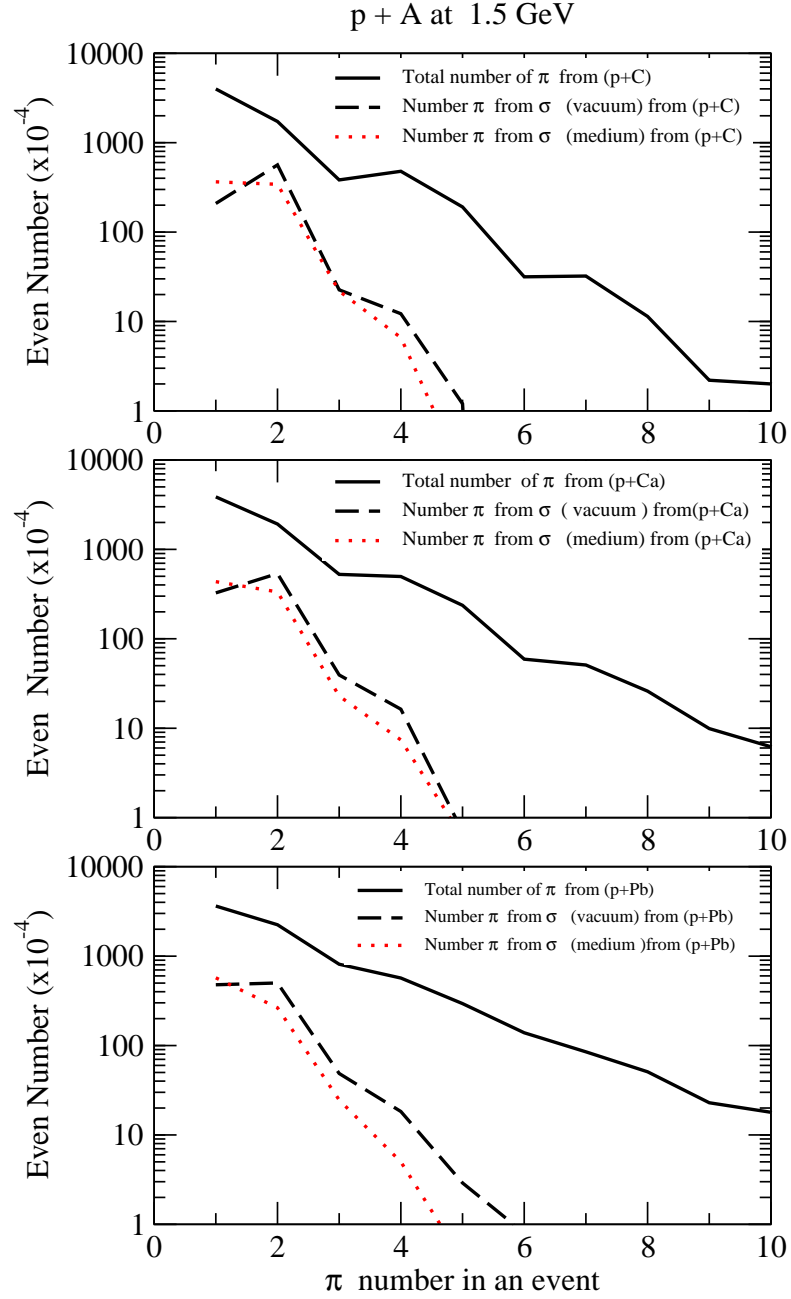 p + A at 1.5 GeV
Even Number (x10-4)
10000
1000
100
10
1
Total number of π from (p+C)
Number π from σ (vacuum) from (p+C)
Number π from σ (medium) from (p+C)
0 2 4 6 8 10
Even Number (x10-4)
10000
1000
100
10
1
Total number of π from (p+Ca)
Number π from σ ( vacuum ) from(p+Ca)
Number π from σ (medium) from (p+Ca)
0 2 4 6 8 10
Even Number (x10-4)
10000
1000
100
10
1
Total number of π from (p+Pb)
Number π from σ (vacuum) from (p+Pb)
Number π from σ (medium )from (p+Pb)
0 2 4 6 8 10
π number in an event